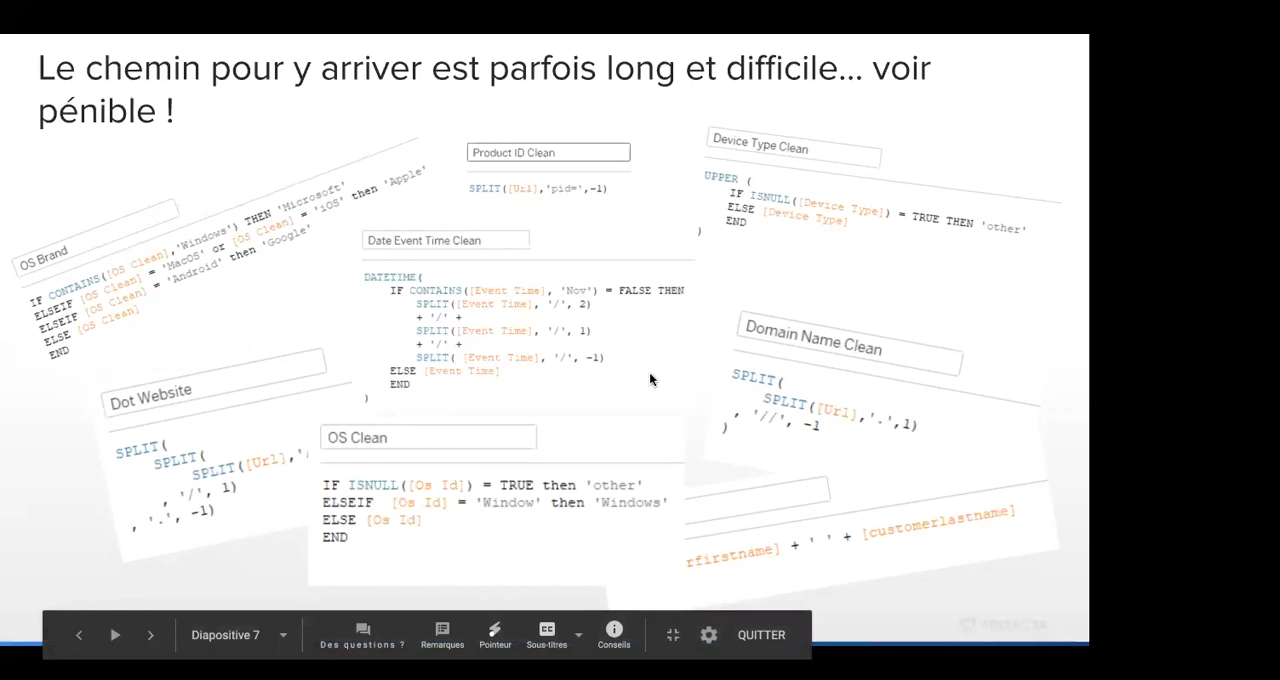 Le chemin pour y arriver est parfois long et difficile... voir
pénible !
OS Brand
IF CONTAINS([OS Clean],'Windows') THEN 'Microsoft'
ELSEIF [OS Clean] = 'MacOS' or [OS Clean] = 'iOS' then 'Apple'
ELSEIF [OS Clean] = 'Android' then 'Google'
ELSE [OS Clean]
END
Product ID Clean
SPLIT([Url],'pid=',-1)
Device Type Clean
UPPER (
IF ISNULL([Device Type]) = TRUE THEN 'other'
ELSE [Device Type]
END
)
Date Event Time Clean
DATETIME(
IF CONTAINS([Event Time], 'Nov') = FALSE THEN
SPLIT([Event Time], '/', 2)
+ '/' +
SPLIT([Event Time], '/', 1)
+ '/' +
SPLIT( [Event Time], '/', -1)
ELSE [Event Time]
END
)
Domain Name Clean
SPLIT(
SPLIT([Url],'.',1)
, '//', -1
)
Dot Website
SPLIT(
SPLIT(
SPLIT([Url],'/
, '/', 1)
, '.', -1)
OS Clean
IF ISNULL([Os Id]) = TRUE then 'other'
ELSEIF [Os Id] = 'Window' then 'Windows'
ELSE [Os Id]
END
rfirstname] + ' ' + [customerlastname]
Diapositive 7
Des questions ?
Remarques
Pointeur
Sous-titres
Conseils
QUITTER